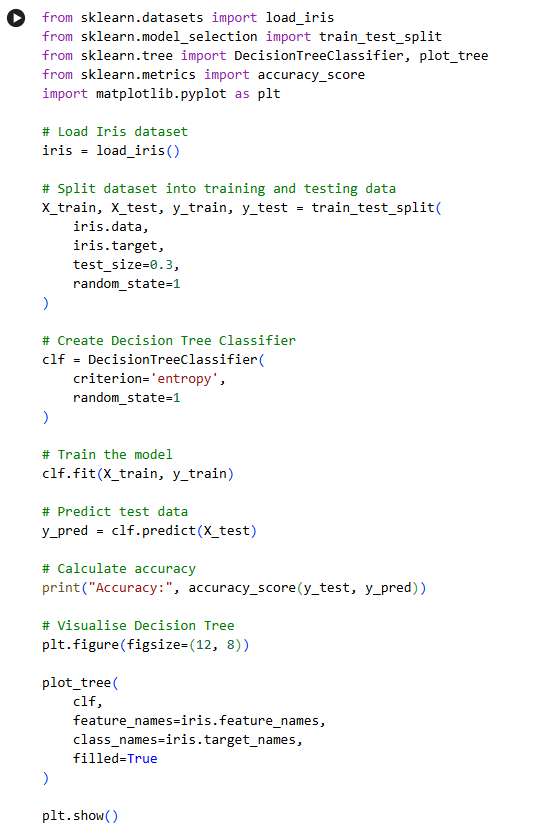 from sklearn.datasets import load_iris
from sklearn.model_selection import train_test_split
from sklearn.tree import DecisionTreeClassifier, plot_tree
from sklearn.metrics import accuracy_score
import matplotlib.pyplot as plt

# Load Iris dataset
iris = load_iris()

# Split dataset into training and testing data
X_train, X_test, y_train, y_test = train_test_split(
    iris.data,
    iris.target,
    test_size=0.3,
    random_state=1
)

# Create Decision Tree Classifier
clf = DecisionTreeClassifier(
    criterion='entropy',
    random_state=1
)

# Train the model
clf.fit(X_train, y_train)

# Predict test data
y_pred = clf.predict(X_test)

# Calculate accuracy
print("Accuracy:", accuracy_score(y_test, y_pred))

# Visualise Decision Tree
plt.figure(figsize=(12, 8))

plot_tree(
    clf,
    feature_names=iris.feature_names,
    class_names=iris.target_names,
    filled=True
)

plt.show()